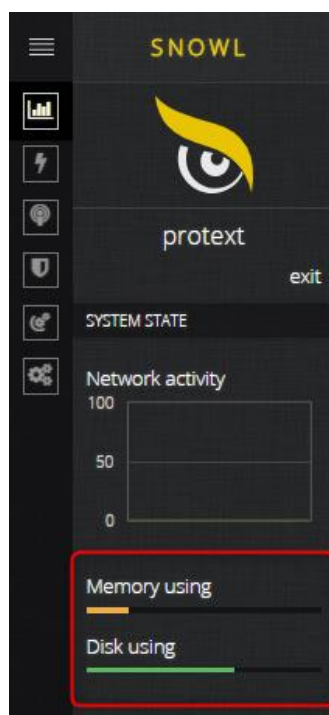 SNOWL
protext
exit
SYSTEM STATE
Network activity
100
50
0
Memory using
Disk using